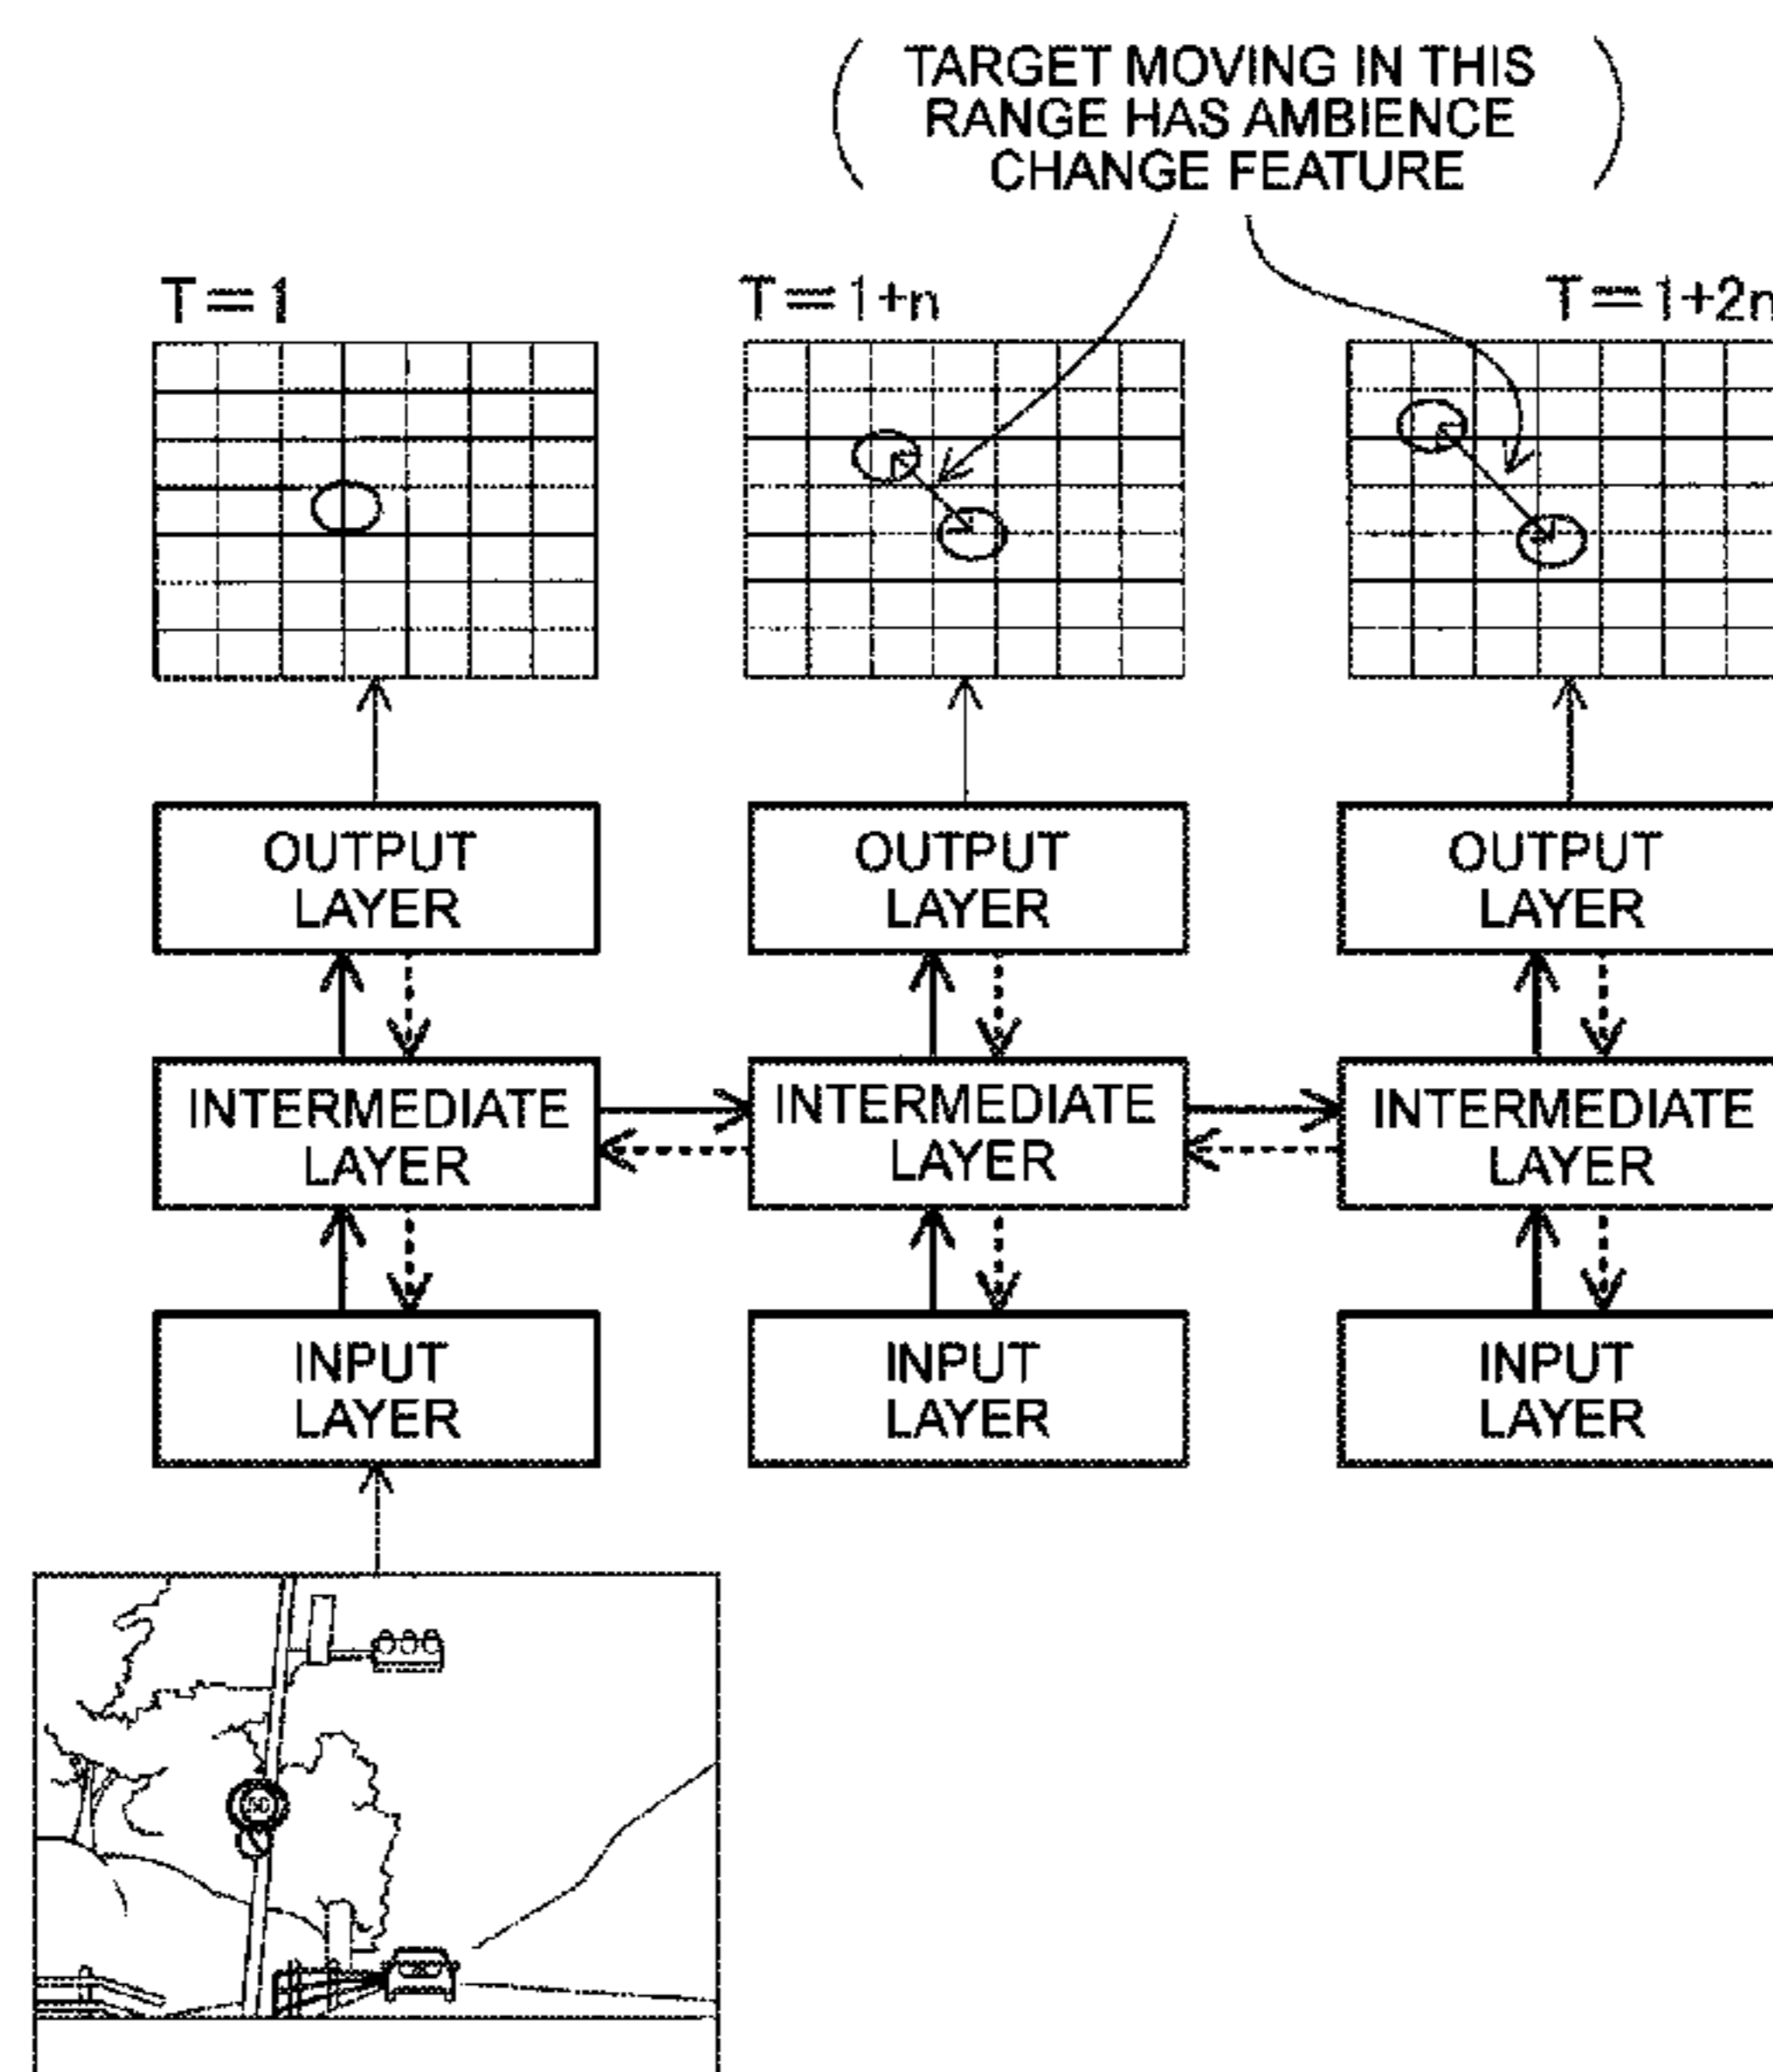 TARGET MOVING IN THIS
RANGE HAS AMBIENCE
CHANGE FEATURE
T=1
T=1+n
T=1+2n
OUTPUT
LAYER
OUTPUT
LAYER
OUTPUT
LAYER
INTERMEDIATE
LAYER
INTERMEDIATE
LAYER
INTERMEDIATE
LAYER
INPUT
LAYER
INPUT
LAYER
INPUT
LAYER
50